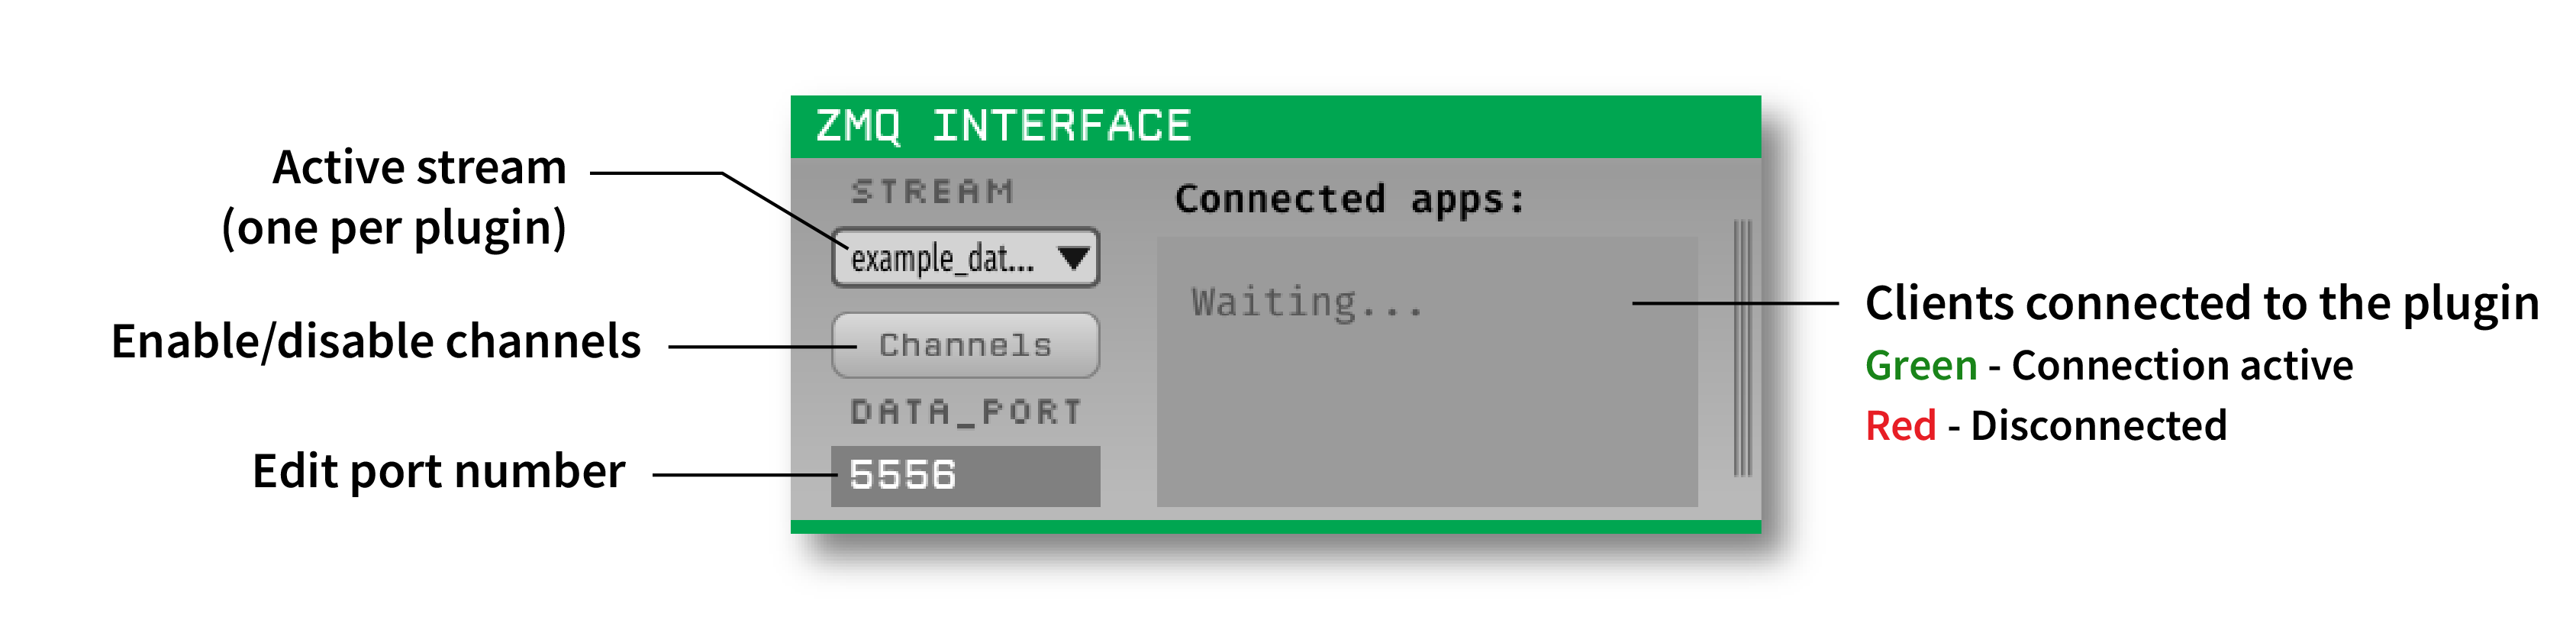 ZMQ INTERFACE
Active stream
(one per plugin)
STREAM
example_dat...
Enable/disable channels
Channels
DATA_PORT
Edit port number
5556
Connected apps:
Waiting...
Clients connected to the plugin
Green - Connection active
Red - Disconnected